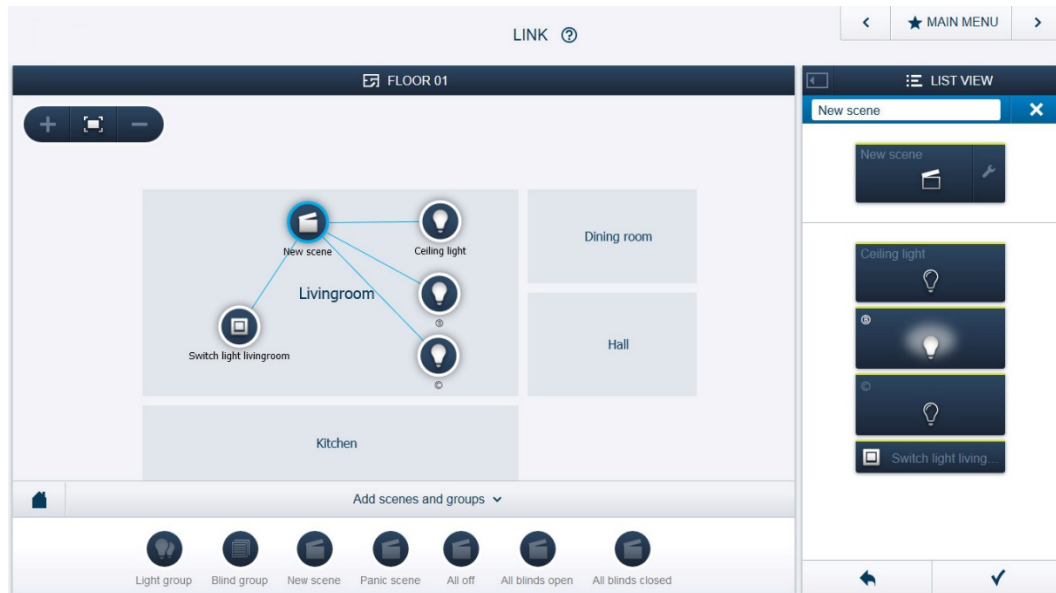 LINK ?
MAIN MENU
FLOOR 01
LIST VIEW
New scene
New scene
Ceiling light
®
©
Switch light living...
New scene
Ceiling light
Livingroom
®
Switch light livingroom
©
Dining room
Hall
Kitchen
Add scenes and groups
Light group
Blind group
New scene
Panic scene
All off
All blinds open
All blinds closed